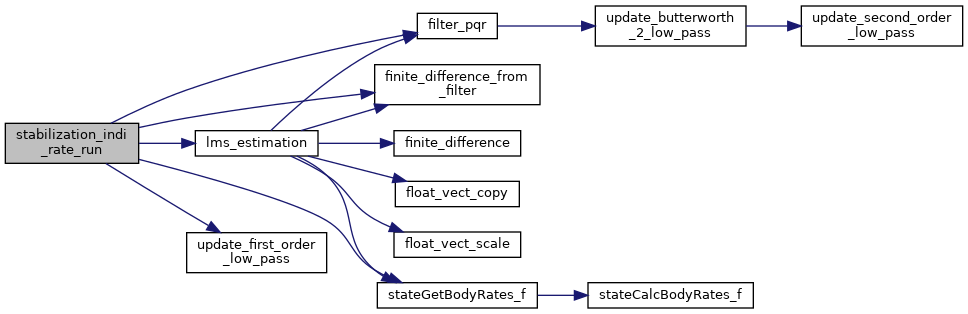 stabilization_indi
_rate_run
filter_pqr
update_butterworth
_2_low_pass
update_second_order
_low_pass
finite_difference_from
_filter
lms_estimation
finite_difference
float_vect_copy
float_vect_scale
update_first_order
_low_pass
stateGetBodyRates_f
stateCalcBodyRates_f